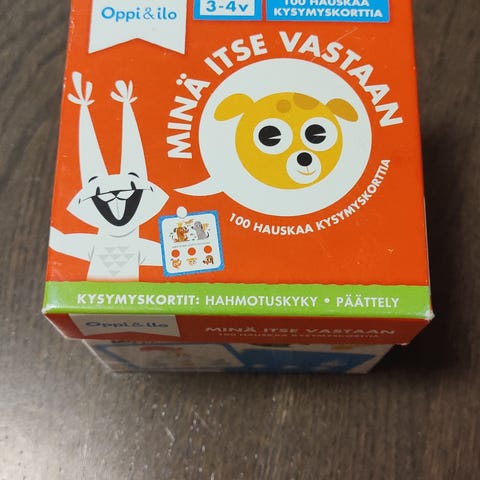 Oppi & ilo
3-4v
100 HAUSKAA
KYSYMYSKORTTIA
MINÄ ITSE VASTAAN
100 HAUSKAA KYSYMYSKORTTIA
KYSYMYSKORTIT: HAHMOTUSKYKY • PÄÄTTELY
Oppi & ilo
MINÄ ITSE VASTAAN
100 HAUSKAA KYSYMYSKORTTIA